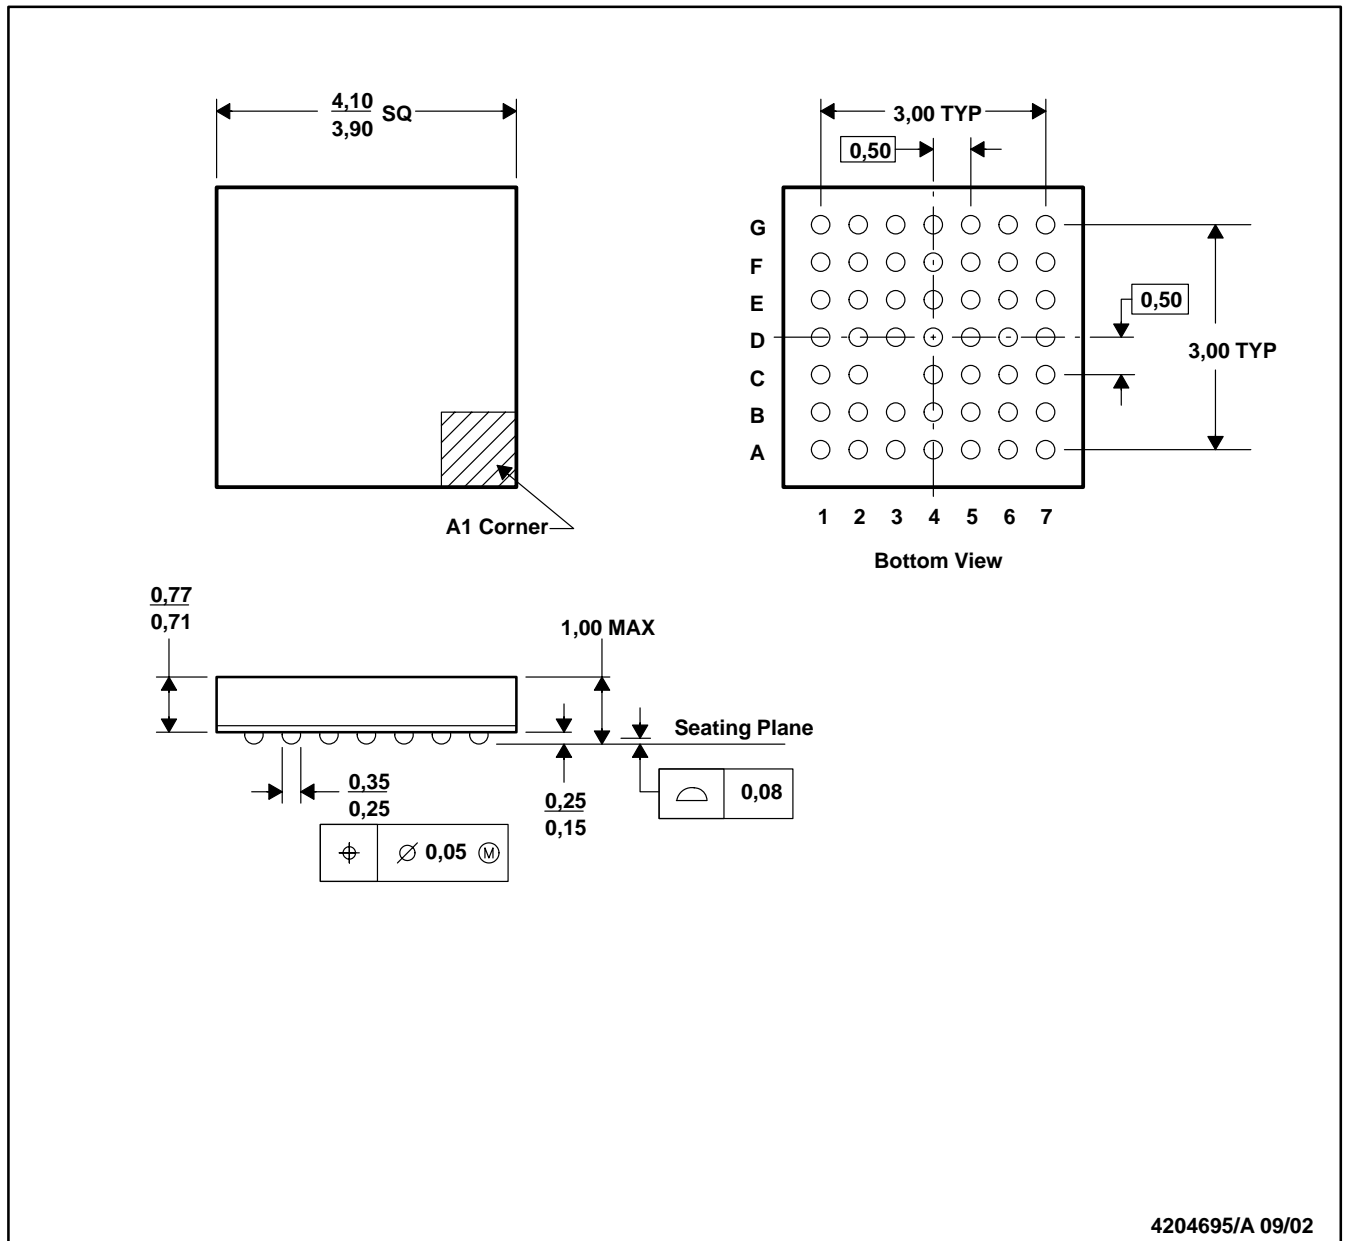 4,10
3,90
SQ
3,00 TYP
0,50
G
F
E
D
C
B
A
0,50
3,00 TYP
1 2 3 4 5 6 7
Bottom View
A1 Corner
0,77
0,71
1,00 MAX
Seating Plane
0,35
0,25
0,25
0,15
0,08
⌀ 0,05 Ⓜ
4204695/A 09/02